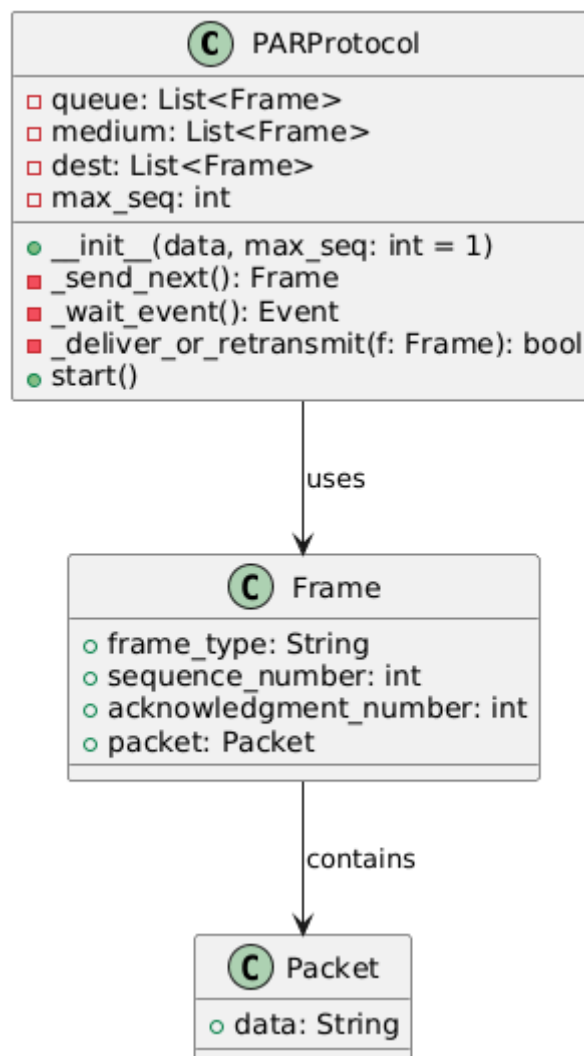 C PARProtocol
queue: List<Frame>
medium: List<Frame>
dest: List<Frame>
max_seq: int
__init__(data, max_seq: int = 1)
_send_next(): Frame
_wait_event(): Event
_deliver_or_retransmit(f: Frame): bool
start()
uses
C Frame
frame_type: String
sequence_number: int
acknowledgment_number: int
packet: Packet
contains
C Packet
data: String